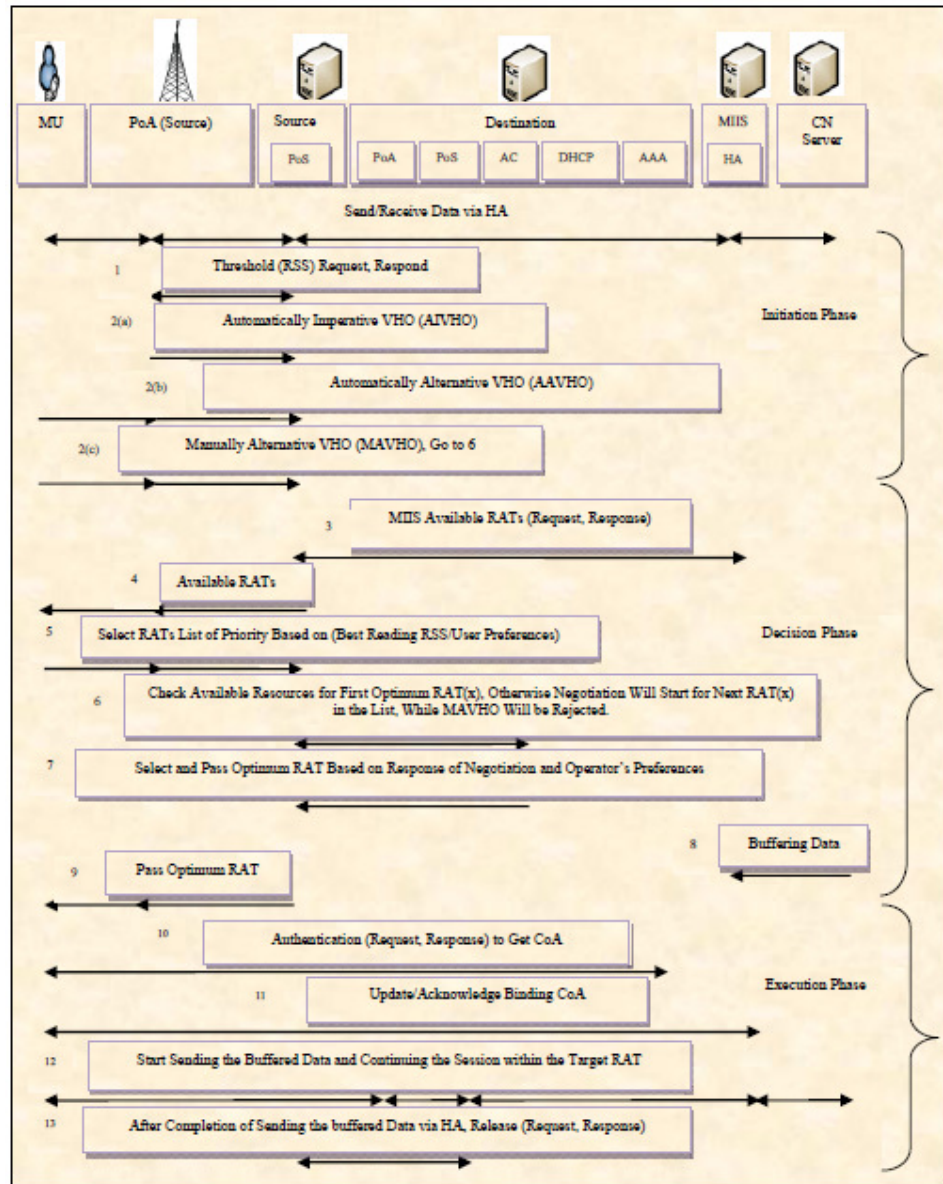 MU
PoA (Source)
Source
PoS
Destination
PoA
PoS
AC
DHCP
AAA
MIIS
HA
CN
Server
Send/Receive Data via HA
1
Threshold (RSS) Request, Respond
2(a)
Automatically Imperative VHO (AIVHO)
Initiation Phase
2(b)
Automatically Alternative VHO (AAVHO)
2(c)
Manually Alternative VHO (MAVHO), Go to 6
3
MIIS Available RATs (Request, Response)
4
Available RATs
5
Select RATs List of Priority Based on (Best Reading RSS/User Preferences)
Decision Phase
6
Check Available Resources for First Optimum RAT(x), Otherwise Negotiation Will Start for Next RAT(x)
in the List, While MAVHO Will be Rejected.
7
Select and Pass Optimum RAT Based on Response of Negotiation and Operator's Preferences
8
Buffering Data
9
Pass Optimum RAT
10
Authentication (Request, Response) to Get CoA
11
Update/Acknowledge Binding CoA
Execution Phase
12
Start Sending the Buffered Data and Continuing the Session within the Target RAT
13
After Completion of Sending the buffered Data via HA, Release (Request, Response)